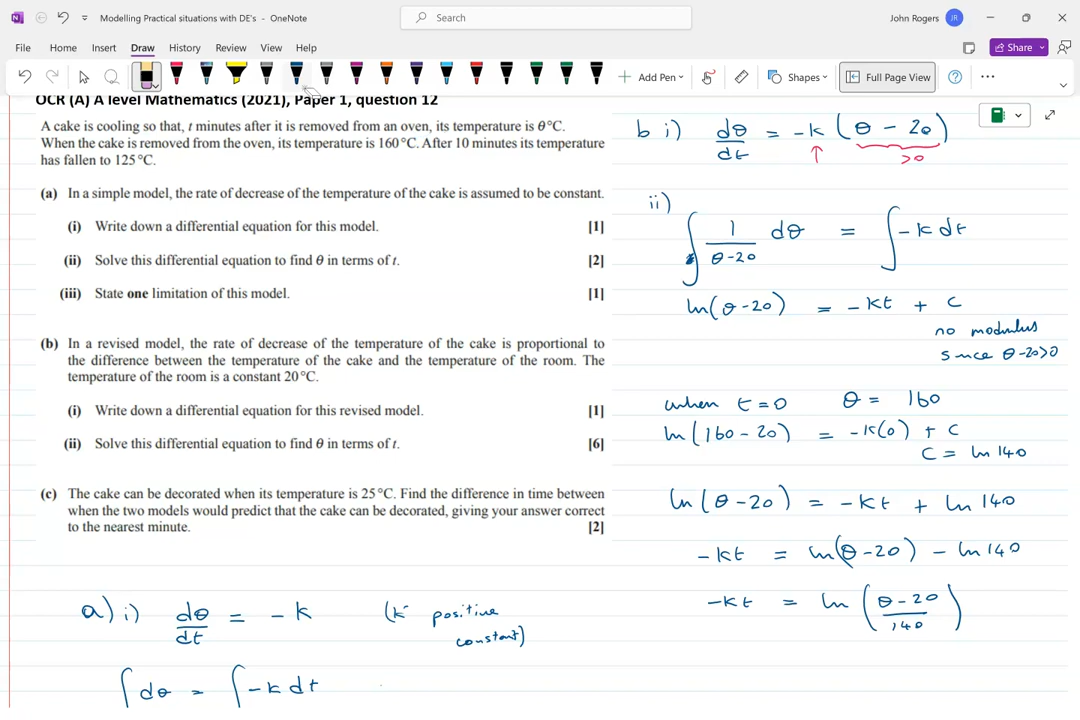 Modelling Practical situations with DE's - OneNote
Search
John Rogers
JR
File Home Insert Draw History Review View Help
Share
Add Pen
Shapes
Full Page View
OCR (A) A level Mathematics (2021), Paper 1, question 12
A cake is cooling so that, t minutes after it is removed from an oven, its temperature is θ°C.
When the cake is removed from the oven, its temperature is 160°C. After 10 minutes its temperature
has fallen to 125°C.
(a) In a simple model, the rate of decrease of the temperature of the cake is assumed to be constant.
(i) Write down a differential equation for this model. [1]
(ii) Solve this differential equation to find θ in terms of t. [2]
(iii) State one limitation of this model. [1]
(b) In a revised model, the rate of decrease of the temperature of the cake is proportional to
the difference between the temperature of the cake and the temperature of the room. The
temperature of the room is a constant 20°C.
(i) Write down a differential equation for this revised model. [1]
(ii) Solve this differential equation to find θ in terms of t. [6]
(c) The cake can be decorated when its temperature is 25°C. Find the difference in time between
when the two models would predict that the cake can be decorated, giving your answer correct
to the nearest minute. [2]
a) i) dθ/dt = -k (k positive
constant)
∫ dθ = ∫ -k dt
b i) dθ/dt = -k (θ - 20)
↑ >0
ii)
∫ 1/(θ-20) dθ = ∫ -k dt
ln(θ-20) = -kt + c
no modulus
since θ-20>0
when t=0 θ = 160
ln(160-20) = -k(0) + c
c = ln 140
ln(θ-20) = -kt + ln 140
-kt = ln(θ-20) - ln 140
-kt = ln((θ-20)/140)